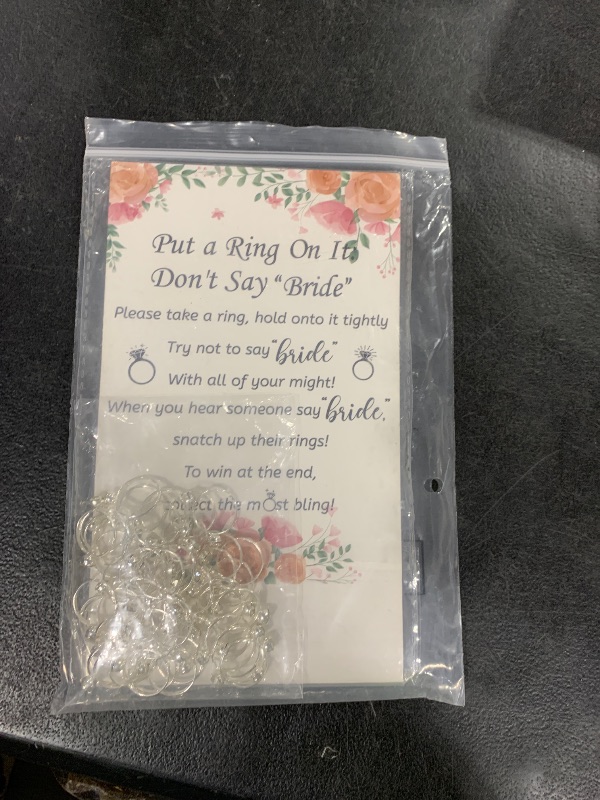 Put a Ring On It,
Don't Say “Bride”
Please take a ring, hold onto it tightly
Try not to say “bride”
With all of your might!
When you hear someone say “bride,”
snatch up their rings!
To win at the end,
collect the most bling!